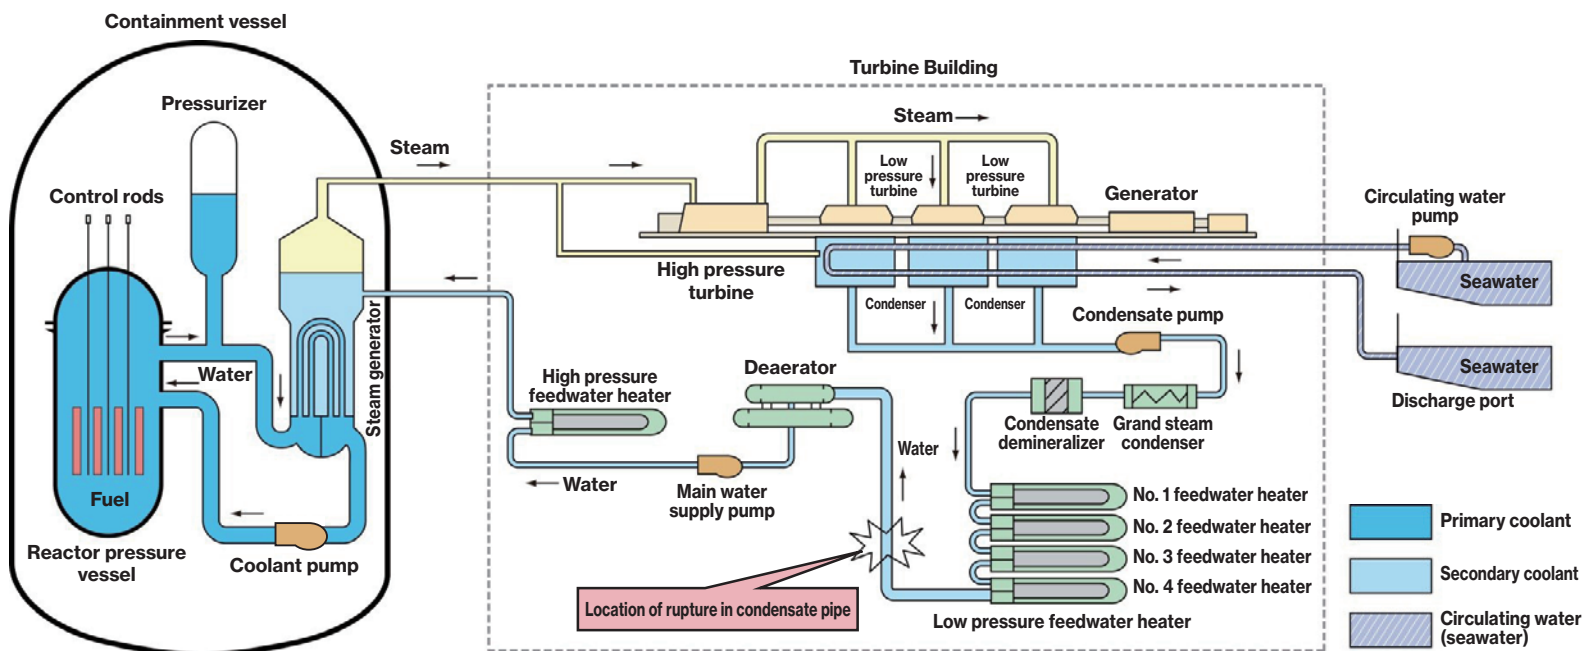 Containment vessel
Pressurizer
Control rods
Water
Steam generator
Fuel
Reactor pressure
vessel
Coolant pump
Turbine Building
Steam
Steam
Low
pressure
turbine
Low
pressure
turbine
Generator
High pressure
turbine
Condenser
Condenser
Condensate pump
Circulating water
pump
Seawater
Seawater
Discharge port
High pressure
feedwater heater
Deaerator
Condensate
demineralizer
Grand steam
condenser
Water
Water
Main water
supply pump
No. 1 feedwater heater
No. 2 feedwater heater
No. 3 feedwater heater
No. 4 feedwater heater
Low pressure feedwater heater
Location of rupture in condensate pipe
Primary coolant
Secondary coolant
Circulating water
(seawater)